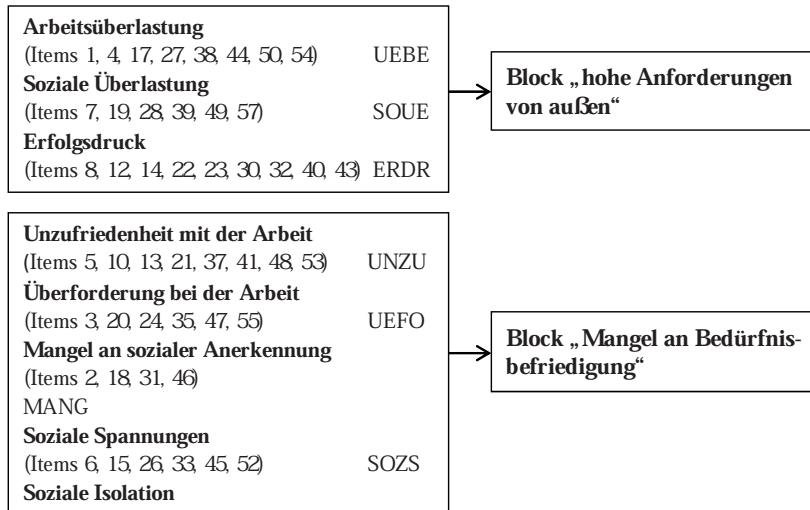 Arbeitsüberlastung
(Items 1, 4, 17, 27, 38, 44, 50, 54) UEBE
Soziale Überlastung
(Items 7, 19, 28, 39, 49, 57) SOUE
Erfolgsdruck
(Items 8, 12, 14, 22, 23, 30, 32, 40, 43) ERDR
Block „hohe Anforderungen
von außen“
Unzufriedenheit mit der Arbeit
(Items 5, 10, 13, 21, 37, 41, 48, 53) UNZU
Überforderung bei der Arbeit
(Items 3, 20, 24, 35, 47, 55) UEFO
Mangel an sozialer Anerkennung
(Items 2, 18, 31, 46)
MANG
Soziale Spannungen
(Items 6, 15, 26, 33, 45, 52) SOZS
Soziale Isolation
Block „Mangel an Bedürfnis-
befriedigung“